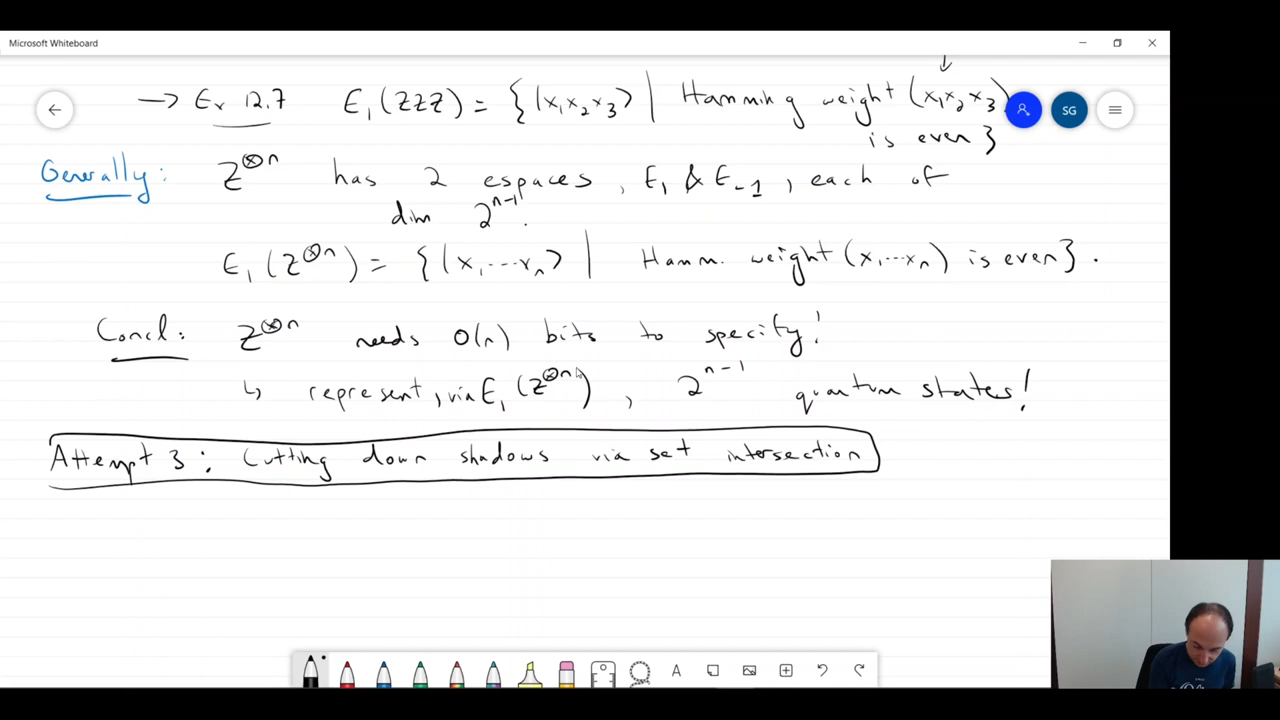 Microsoft Whiteboard
→ Ex 12.7 E₁(ZZZ) = {|x₁x₂x₃⟩ | Hamming weight (x₁x₂x₃)
is even}
SG
Generally: Z^⊗n has 2 espaces, E₁ & E₋₁, each of
dim 2^(n-1).
E₁(Z^⊗n) = {|x₁...xₙ⟩ | Hamm. weight (x₁...xₙ) is even}.
Concl: Z^⊗n needs O(n) bits to specify!
↳ represent, via E₁(Z^⊗n), 2^(n-1) quantum states!
Attempt 3: Cutting down shadows via set intersection
A